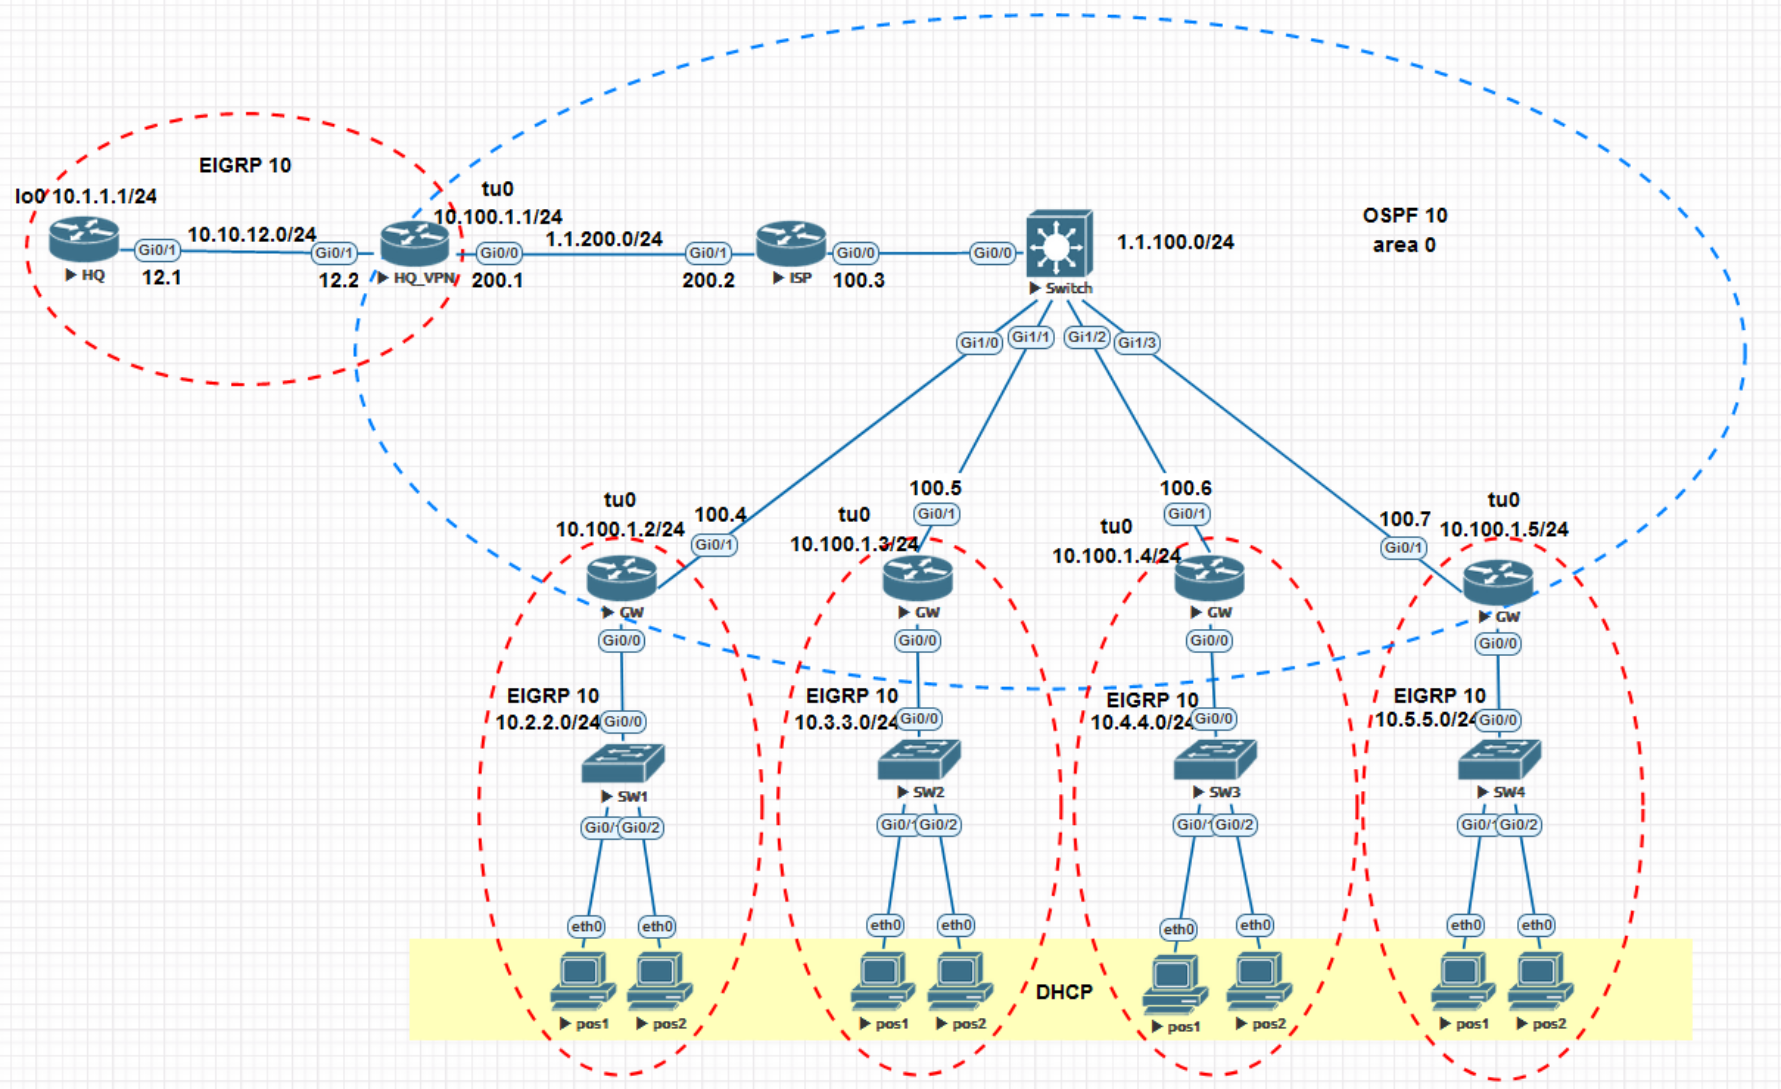 EIGRP 10
lo0 10.1.1.1/24
tu0
10.100.1.1/24
OSPF 10
area 0
10.10.12.0/24
1.1.200.0/24
1.1.100.0/24
Gi0/1
Gi0/1
Gi0/0
Gi0/1
Gi0/0
Gi0/0
HQ
12.1
12.2
HQ_VPN
200.1
200.2
ISP
100.3
Switch
Gi1/0
Gi1/1
Gi1/2
Gi1/3
tu0
10.100.1.2/24
100.4
Gi0/1
tu0
10.100.1.3/24
100.5
Gi0/1
tu0
10.100.1.4/24
100.6
Gi0/1
tu0
10.100.1.5/24
100.7
Gi0/1
GW
GW
GW
GW
Gi0/0
Gi0/0
Gi0/0
Gi0/0
EIGRP 10
10.2.2.0/24
Gi0/0
EIGRP 10
10.3.3.0/24
Gi0/0
EIGRP 10
10.4.4.0/24
Gi0/0
EIGRP 10
10.5.5.0/24
Gi0/0
SW1
SW2
SW3
SW4
Gi0/1
Gi0/2
Gi0/1
Gi0/2
Gi0/1
Gi0/2
Gi0/1
Gi0/2
eth0
eth0
eth0
eth0
eth0
eth0
eth0
eth0
DHCP
pos1
pos2
pos1
pos2
pos1
pos2
pos1
pos2